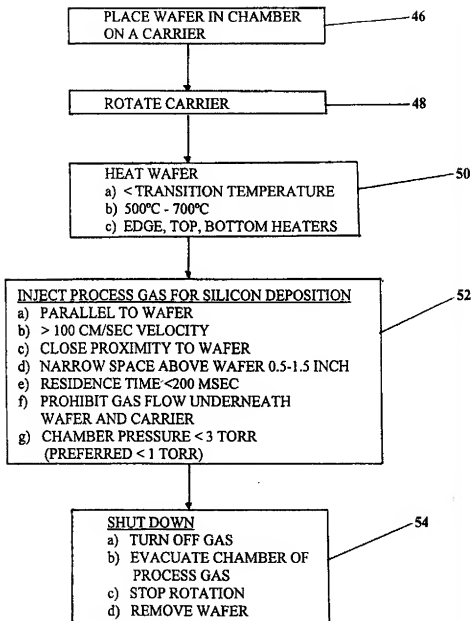 PLACE WAFER IN CHAMBER
ON A CARRIER
46
ROTATE CARRIER
48
HEAT WAFER
a) < TRANSITION TEMPERATURE
b) 500ºC - 700ºC
c) EDGE, TOP, BOTTOM HEATERS
50
INJECT PROCESS GAS FOR SILICON DEPOSITION
a) PARALLEL TO WAFER
b) > 100 CM/SEC VELOCITY
c) CLOSE PROXIMITY TO WAFER
d) NARROW SPACE ABOVE WAFER 0.5-1.5 INCH
e) RESIDENCE TIME <200 MSEC
f) PROHIBIT GAS FLOW UNDERNEATH
WAFER AND CARRIER
g) CHAMBER PRESSURE < 3 TORR
(PREFERRED < 1 TORR)
52
SHUT DOWN
a) TURN OFF GAS
b) EVACUATE CHAMBER OF
PROCESS GAS
c) STOP ROTATION
d) REMOVE WAFER
54